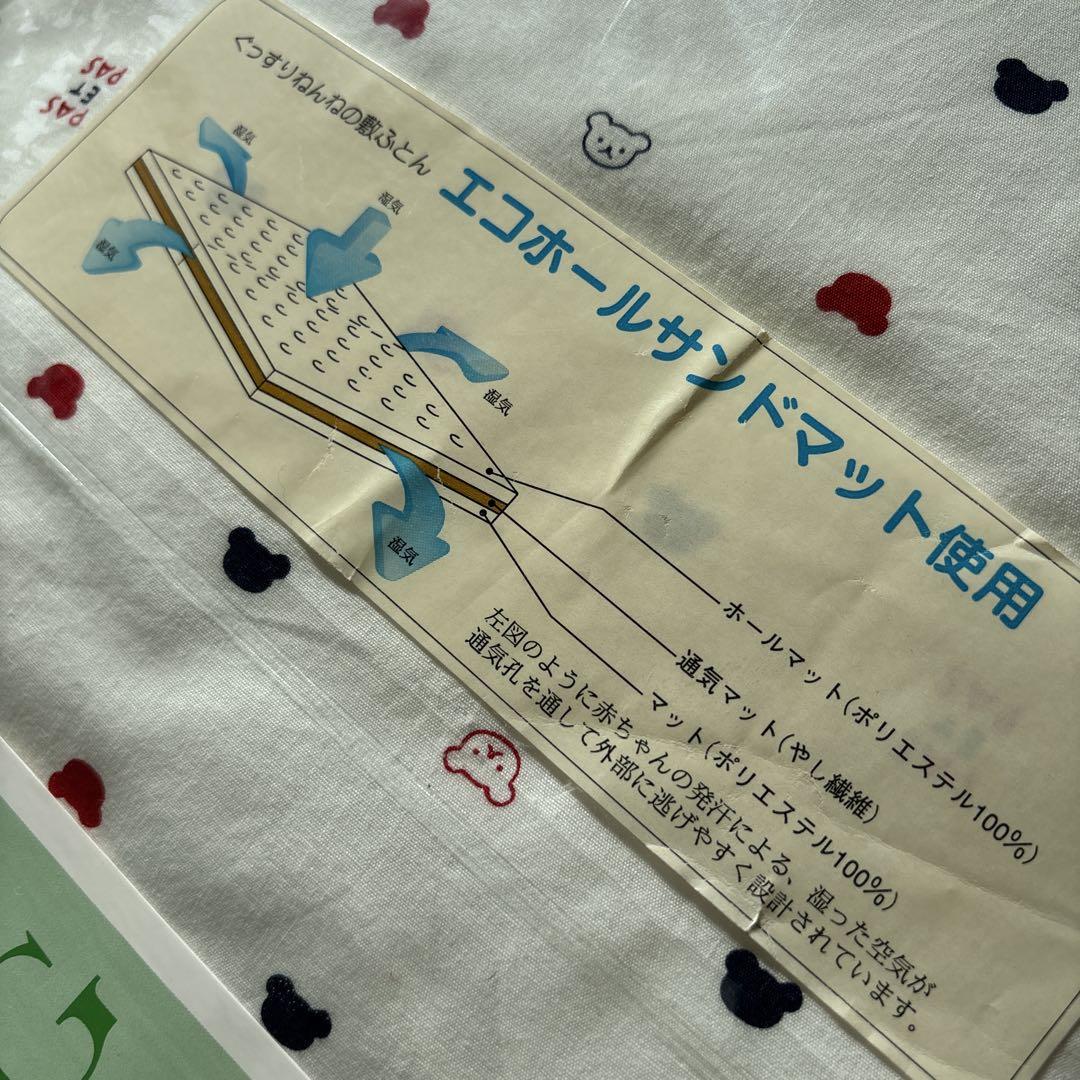 PAS
ET
PAS
ぐっすりねんねの敷ふとん
エコホールサンドマット使用
湿気
湿気
湿気
湿気
湿気
ホールマット(ポリエステル100%)
通気マット(やし繊維)
マット(ポリエステル100%)
左図のように赤ちゃんの発汗による、湿った空気が
通気孔を通して外部に逃げやすく設計されています。
G